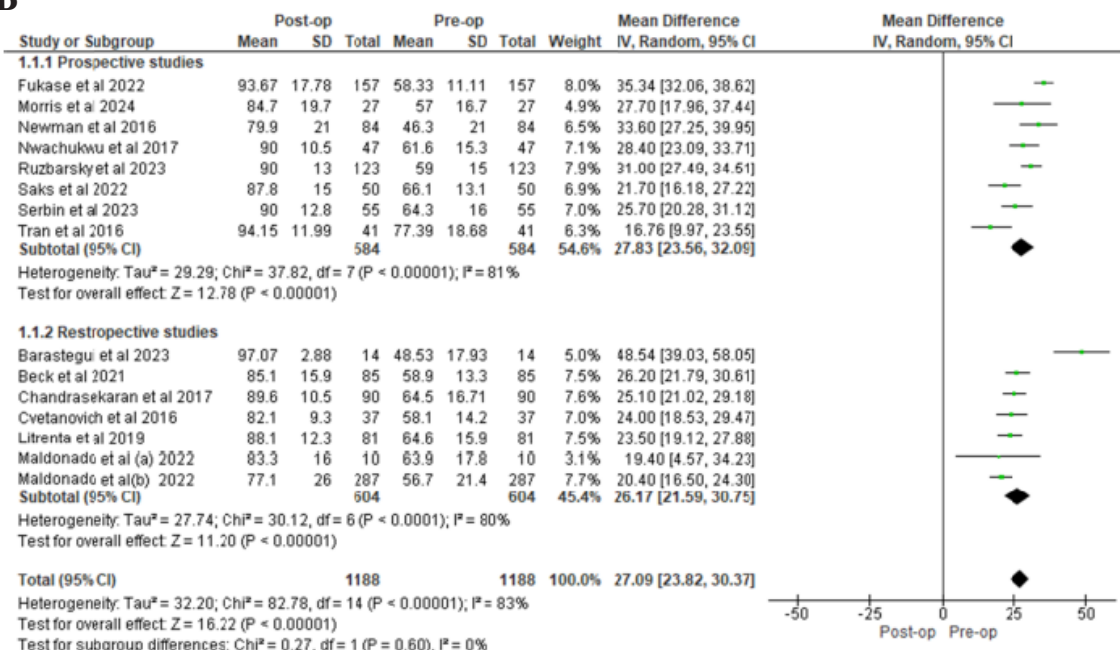 B
Post-op Pre-op Mean Difference Mean Difference
Study or Subgroup Mean SD Total Mean SD Total Weight IV, Random, 95% CI IV, Random, 95% CI
1.1.1 Prospective studies
Fukase et al 2022 93.67 17.78 157 58.33 11.11 157 8.0% 35.34 [32.06, 38.62]
Morris et al 2024 84.7 19.7 27 57 16.7 27 4.9% 27.70 [17.96, 37.44]
Newman et al 2016 79.9 21 84 46.3 21 84 6.5% 33.60 [27.25, 39.95]
Nwachukwu et al 2017 90 10.5 47 61.6 15.3 47 7.1% 28.40 [23.09, 33.71]
Ruzbarsky et al 2023 90 13 123 59 15 123 7.9% 31.00 [27.49, 34.51]
Saks et al 2022 87.8 15 50 66.1 13.1 50 6.9% 21.70 [16.18, 27.22]
Serbin et al 2023 90 12.8 55 64.3 16 55 7.0% 25.70 [20.28, 31.12]
Tran et al 2016 94.15 11.99 41 77.39 18.68 41 6.3% 16.76 [9.97, 23.55]
Subtotal (95% CI) 584 584 54.6% 27.83 [23.56, 32.09]
Heterogeneity: Tau² = 29.29; Chi² = 37.82, df = 7 (P < 0.00001); I² = 81%
Test for overall effect: Z = 12.78 (P < 0.00001)
1.1.2 Restropective studies
Barastegui et al 2023 97.07 2.88 14 48.53 17.93 14 5.0% 48.54 [39.03, 58.05]
Beck et al 2021 85.1 15.9 85 58.9 13.3 85 7.5% 26.20 [21.79, 30.61]
Chandrasekaran et al 2017 89.6 10.5 90 64.5 16.71 90 7.6% 25.10 [21.02, 29.18]
Cvetanovich et al 2016 82.1 9.3 37 58.1 14.2 37 7.0% 24.00 [18.53, 29.47]
Litrenta et al 2019 88.1 12.3 81 64.6 15.9 81 7.5% 23.50 [19.12, 27.88]
Maldonado et al (a) 2022 83.3 16 10 63.9 17.8 10 3.1% 19.40 [4.57, 34.23]
Maldonado et al(b) 2022 77.1 26 287 56.7 21.4 287 7.7% 20.40 [16.50, 24.30]
Subtotal (95% CI) 604 604 45.4% 26.17 [21.59, 30.75]
Heterogeneity: Tau² = 27.74; Chi² = 30.12, df = 6 (P < 0.0001); I² = 80%
Test for overall effect: Z = 11.20 (P < 0.00001)
Total (95% CI) 1188 1188 100.0% 27.09 [23.82, 30.37]
Heterogeneity: Tau² = 32.20; Chi² = 82.78, df = 14 (P < 0.00001); I² = 83%
Test for overall effect: Z = 16.22 (P < 0.00001)
Test for subgroup differences: Chi² = 0.27, df = 1 (P = 0.60), I² = 0%
-50 -25 0 25 50
Post-op Pre-op